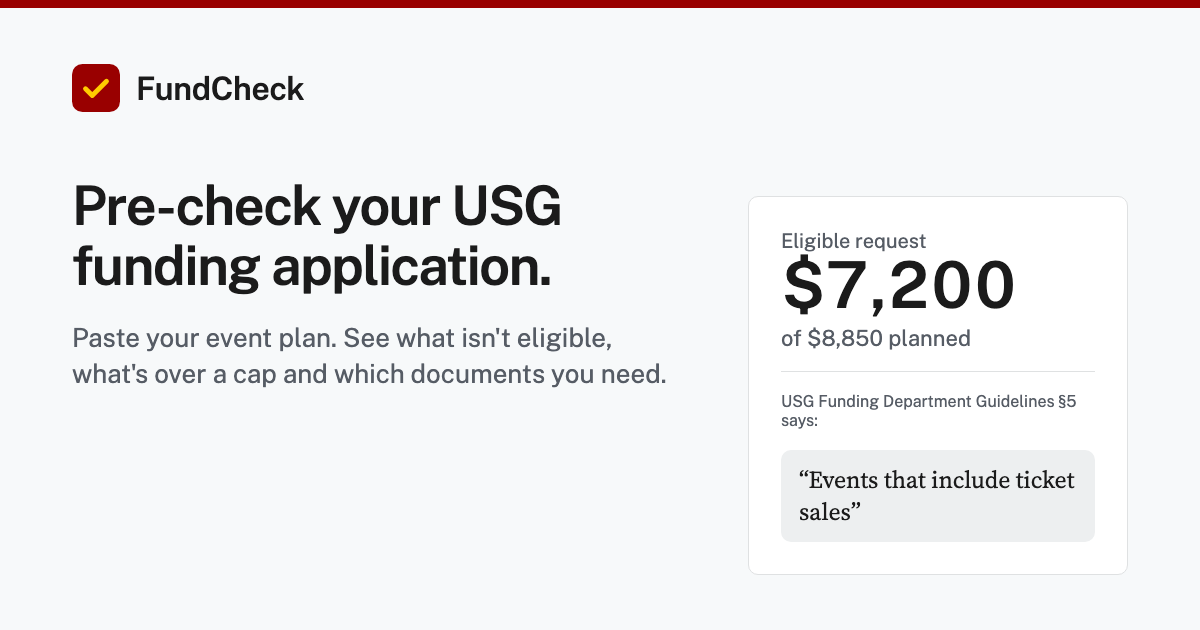 FundCheck
Pre-check your USG
funding application.
Paste your event plan. See what isn't eligible,
what's over a cap and which documents you need.
Eligible request
$7,200
of $8,850 planned
USG Funding Department Guidelines §5
says:
“Events that include ticket
sales”